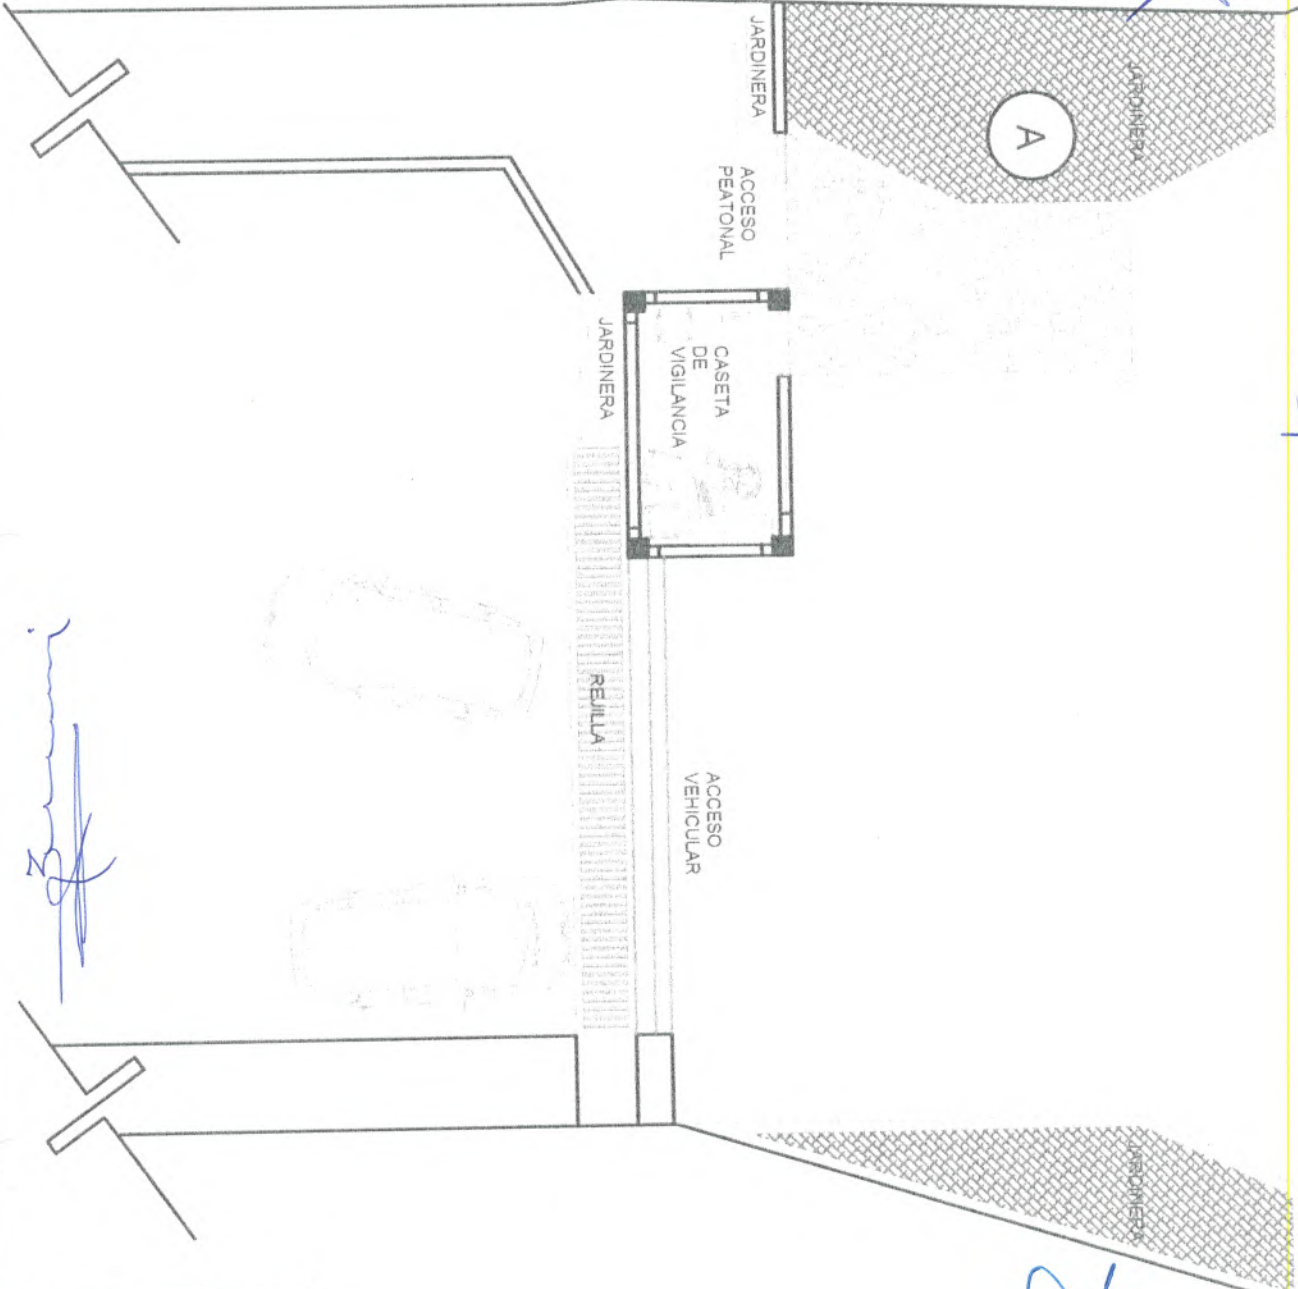 JARDINERA
A
JARDINERA
ACCESO
PEATONAL
CASETA
DE
VIGILANCIA
JARDINERA
ACCESO
VEHICULAR
REJILLA
JARDINERA